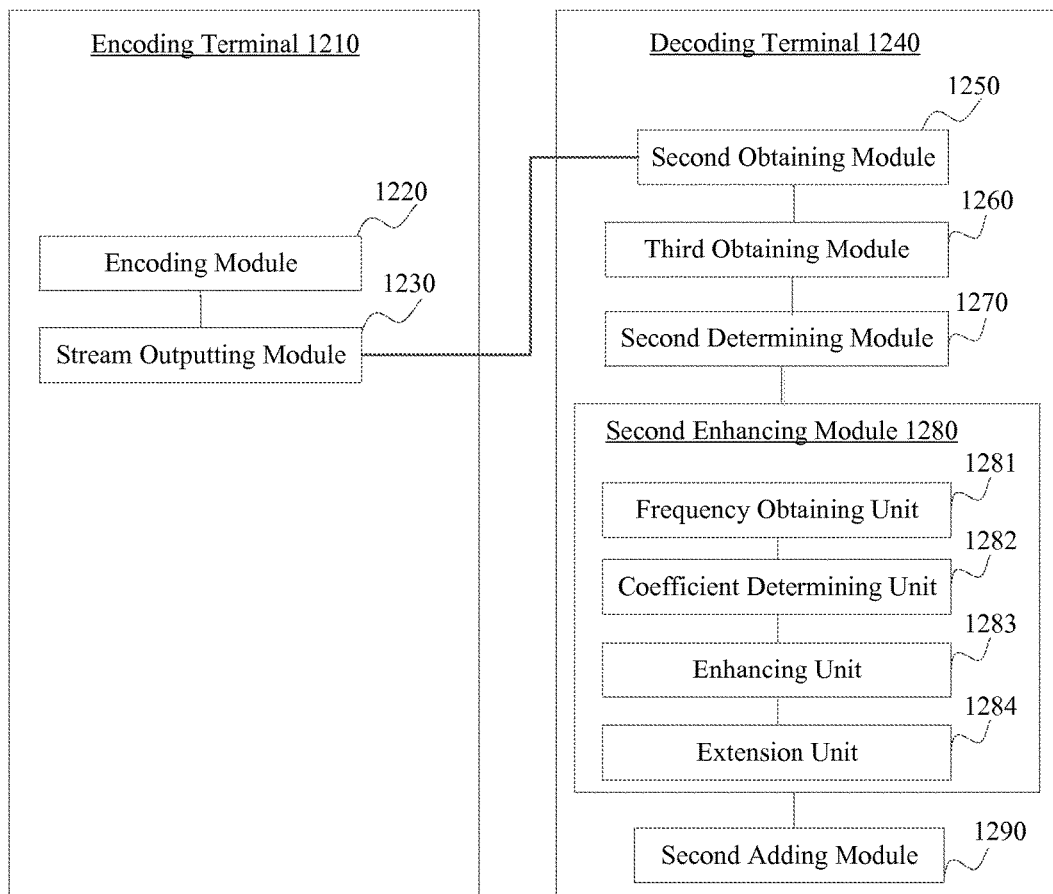 Encoding Terminal 1210
1220
Encoding Module
1230
Stream Outputting Module
Decoding Terminal 1240
1250
Second Obtaining Module
1260
Third Obtaining Module
1270
Second Determining Module
Second Enhancing Module 1280
1281
Frequency Obtaining Unit
1282
Coefficient Determining Unit
1283
Enhancing Unit
1284
Extension Unit
1290
Second Adding Module